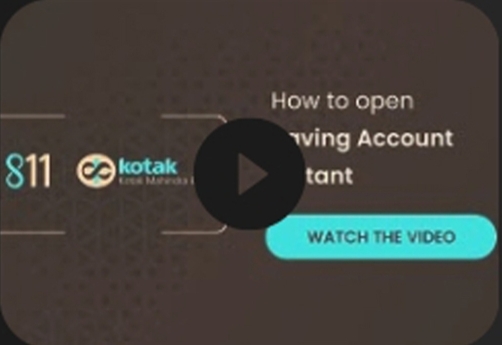 811
kotak
Kotak Mahindra
How to open
aving Account
tant
WATCH THE VIDEO